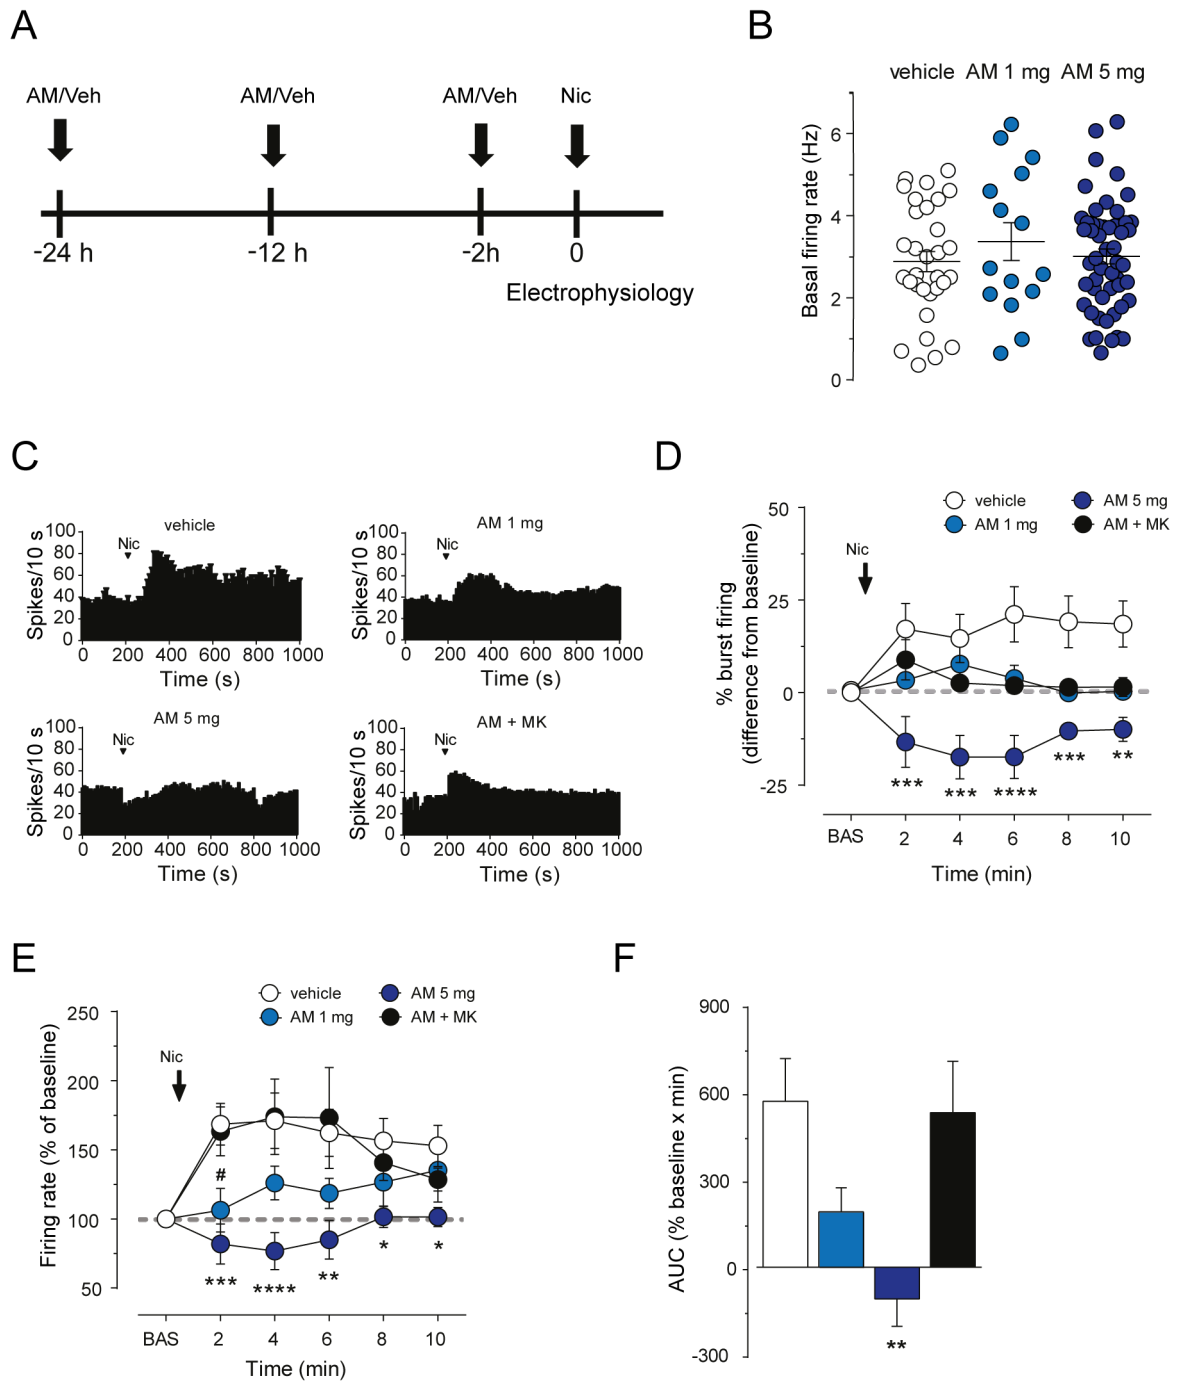 A
AM/Veh AM/Veh AM/Veh Nic
-24 h -12 h -2h 0
Electrophysiology
B
vehicle AM 1 mg AM 5 mg
Basal firing rate (Hz)
6
4
2
0
C
vehicle
Nic
Spikes/10 s
100
80
60
40
20
0
0 200 400 600 800 1000
Time (s)
AM 1 mg
Nic
Spikes/10 s
100
80
60
40
20
0
0 200 400 600 800 1000
Time (s)
AM 5 mg
Nic
Spikes/10 s
100
80
60
40
20
0
0 200 400 600 800 1000
Time (s)
AM + MK
Nic
Spikes/10 s
100
80
60
40
20
0
0 200 400 600 800 1000
Time (s)
D
vehicle AM 5 mg
AM 1 mg AM + MK
Nic
% burst firing
(difference from baseline)
50
25
0
-25
*** *** **** *** **
BAS 2 4 6 8 10
Time (min)
E
vehicle AM 5 mg
AM 1 mg AM + MK
Nic
Firing rate (% of baseline)
250
200
150
100
50
#
*** **** ** * *
BAS 2 4 6 8 10
Time (min)
F
AUC (% baseline x min)
900
600
300
0
-300
**